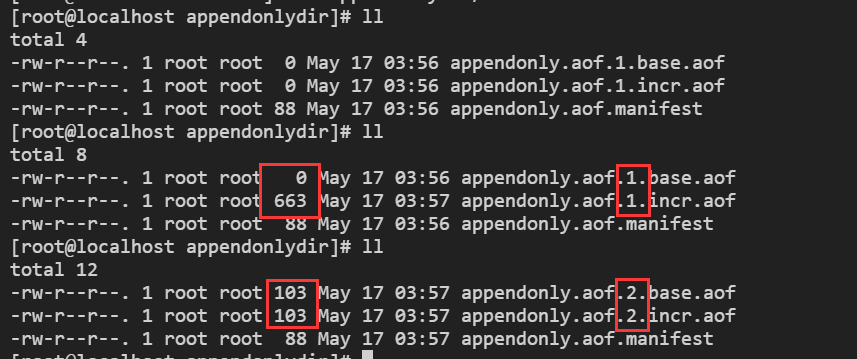 [root@localhost appendonlydir]# ll
total 4
-rw-r--r--. 1 root root  0 May 17 03:56 appendonly.aof.1.base.aof
-rw-r--r--. 1 root root  0 May 17 03:56 appendonly.aof.1.incr.aof
-rw-r--r--. 1 root root 88 May 17 03:56 appendonly.aof.manifest
[root@localhost appendonlydir]# ll
total 8
-rw-r--r--. 1 root root   0 May 17 03:56 appendonly.aof.1.base.aof
-rw-r--r--. 1 root root 663 May 17 03:57 appendonly.aof.1.incr.aof
-rw-r--r--. 1 root root  88 May 17 03:56 appendonly.aof.manifest
[root@localhost appendonlydir]# ll
total 12
-rw-r--r--. 1 root root 103 May 17 03:57 appendonly.aof.2.base.aof
-rw-r--r--. 1 root root 103 May 17 03:57 appendonly.aof.2.incr.aof
-rw-r--r--. 1 root root  88 May 17 03:57 appendonly.aof.manifest
[root@localhost appendonlydir]#